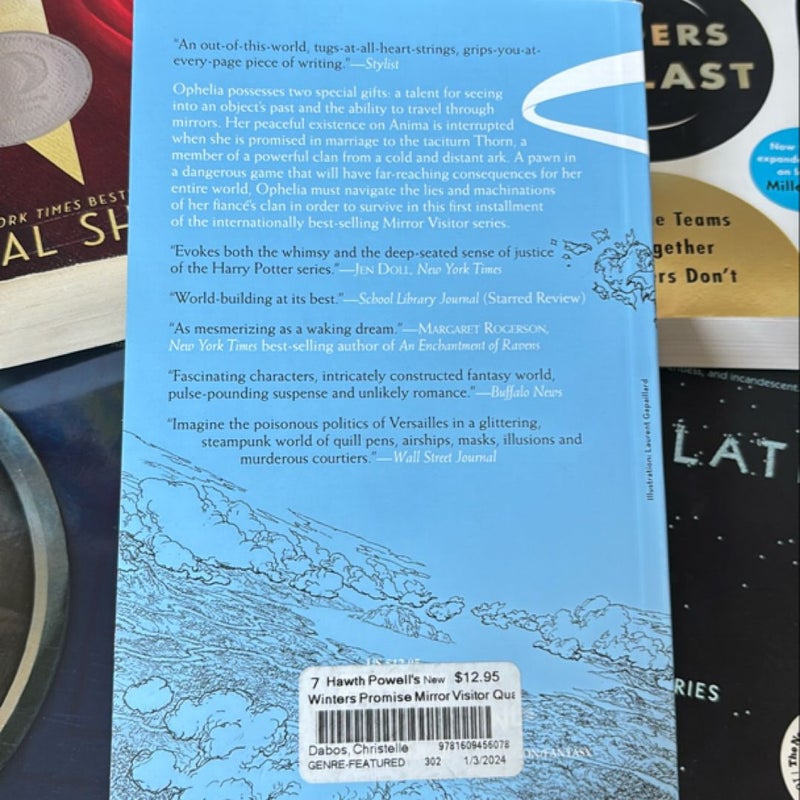 "An out-of-this-world, tugs-at-all-heart-strings, grips-you-at-
every-page piece of writing."—Stylist
Ophelia possesses two special gifts: a talent for seeing
into an object's past and the ability to travel through
mirrors. Her peaceful existence on Anima is interrupted
when she is promised in marriage to the taciturn Thorn, a
member of a powerful clan from a cold and distant ark. A pawn in
a dangerous game that will have far-reaching consequences for her
entire world, Ophelia must navigate the lies and machinations
of her fiancé's clan in order to survive in this first installment
of the internationally best-selling Mirror Visitor series.
"Evokes both the whimsy and the deep-seated sense of justice
of the Harry Potter series."—JEN DOLL, New York Times
"World-building at its best."—School Library Journal (Starred Review)
"As mesmerizing as a waking dream."—MARGARET ROGERSON,
New York Times best-selling author of An Enchantment of Ravens
"Fascinating characters, intricately constructed fantasy world,
pulse-pounding suspense and unlikely romance."—Buffalo News
"Imagine the poisonous politics of Versailles in a glittering,
steampunk world of quill pens, airships, masks, illusions and
murderous courtiers."—Wall Street Journal
Illustration: Laurent Gapaillard
7 Hawth Powell's New $12.95
Winters Promise Mirror Visitor Qua
Dabos, Christelle 9781609456078
GENRE-FEATURED 302 1/3/2024
FANTASY
ORK TIMES BEST
AL SH
DERS
LAST
Now
expand
on S
Mille
e Teams
gether
rs Don't
and incandescent
LAT
RIES
The N